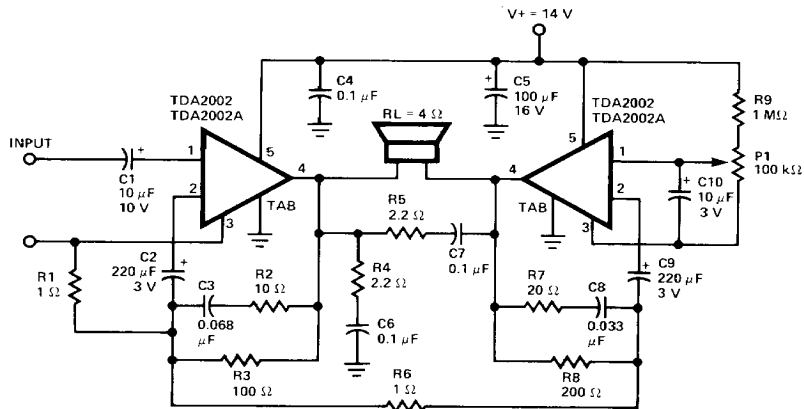 V+ = 14 V
C4
0.1 μF
C5
100 μF
16 V
+
TDA2002
TDA2002A
RL = 4 Ω
TDA2002
TDA2002A
R9
1 MΩ
INPUT
+
1
5
4
2
3
TAB
C1
10 μF
10 V
4
5
1
2
3
TAB
P1
100 kΩ
+
C10
10 μF
3 V
R5
2.2 Ω
C7
0.1 μF
C2
220 μF
3 V
+
R1
1 Ω
C3
0.068
μF
R2
10 Ω
R4
2.2 Ω
C6
0.1 μF
R7
20 Ω
C8
0.033
μF
+
C9
220 μF
3 V
R3
100 Ω
R6
1 Ω
R8
200 Ω